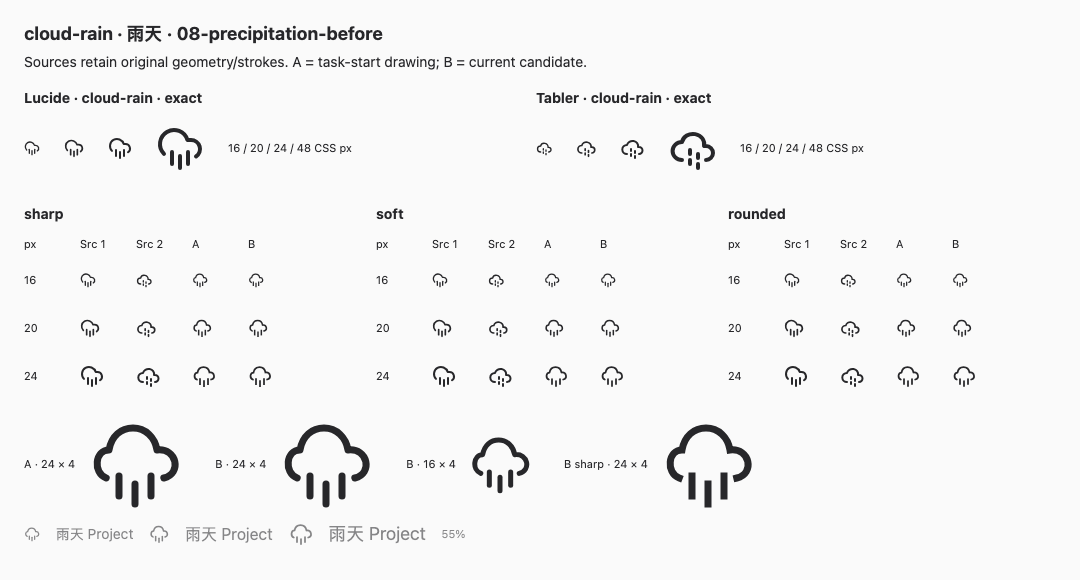 cloud-rain · 雨天 · 08-precipitation-before
Sources retain original geometry/strokes. A = task-start drawing; B = current candidate.
Lucide · cloud-rain · exact
16 / 20 / 24 / 48 CSS px
Tabler · cloud-rain · exact
16 / 20 / 24 / 48 CSS px
sharp
px Src 1 Src 2 A B
16
20
24
soft
px Src 1 Src 2 A B
16
20
24
rounded
px Src 1 Src 2 A B
16
20
24
A · 24 × 4 B · 24 × 4 B · 16 × 4 B sharp · 24 × 4
雨天 Project 雨天 Project 雨天 Project 55%